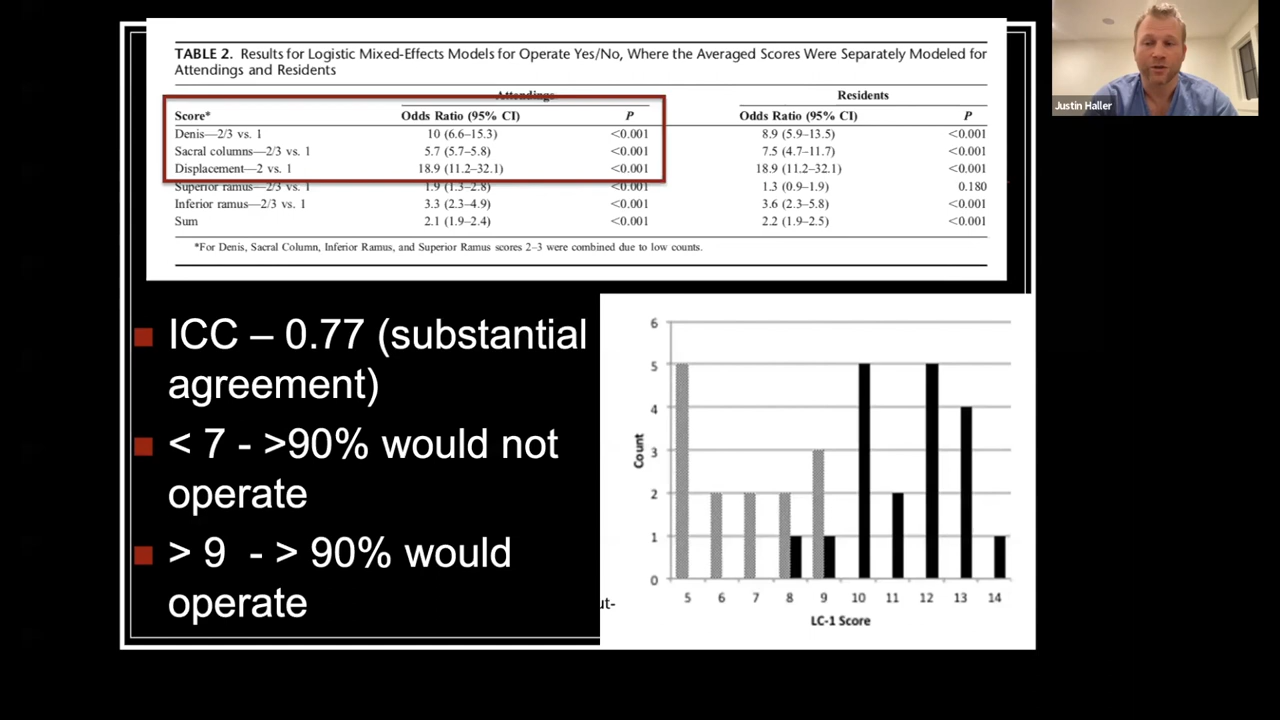 TABLE 2. Results for Logistic Mixed-Effects Models for Operate Yes/No, Where the Averaged Scores Were Separately Modeled for
Attendings and Residents
Attendings Residents
Score* Odds Ratio (95% CI) P Odds Ratio (95% CI) P
Denis—2/3 vs. 1 10 (6.6–15.3) <0.001 8.9 (5.9–13.5) <0.001
Sacral columns—2/3 vs. 1 5.7 (5.7–5.8) <0.001 7.5 (4.7–11.7) <0.001
Displacement—2 vs. 1 18.9 (11.2–32.1) <0.001 18.9 (11.2–32.1) <0.001
Superior ramus—2/3 vs. 1 1.9 (1.3–2.8) <0.001 1.3 (0.9–1.9) 0.180
Inferior ramus—2/3 vs. 1 3.3 (2.3–4.9) <0.001 3.6 (2.3–5.8) <0.001
Sum 2.1 (1.9–2.4) <0.001 2.2 (1.9–2.5) <0.001
*For Denis, Sacral Column, Inferior Ramus, and Superior Ramus scores 2–3 were combined due to low counts.
Justin Haller
ICC – 0.77 (substantial
agreement)
< 7 - >90% would not
operate
> 9 - > 90% would
operate
ut-
6
5
4
3
2
1
0
Count
5 6 7 8 9 10 11 12 13 14
LC-1 Score